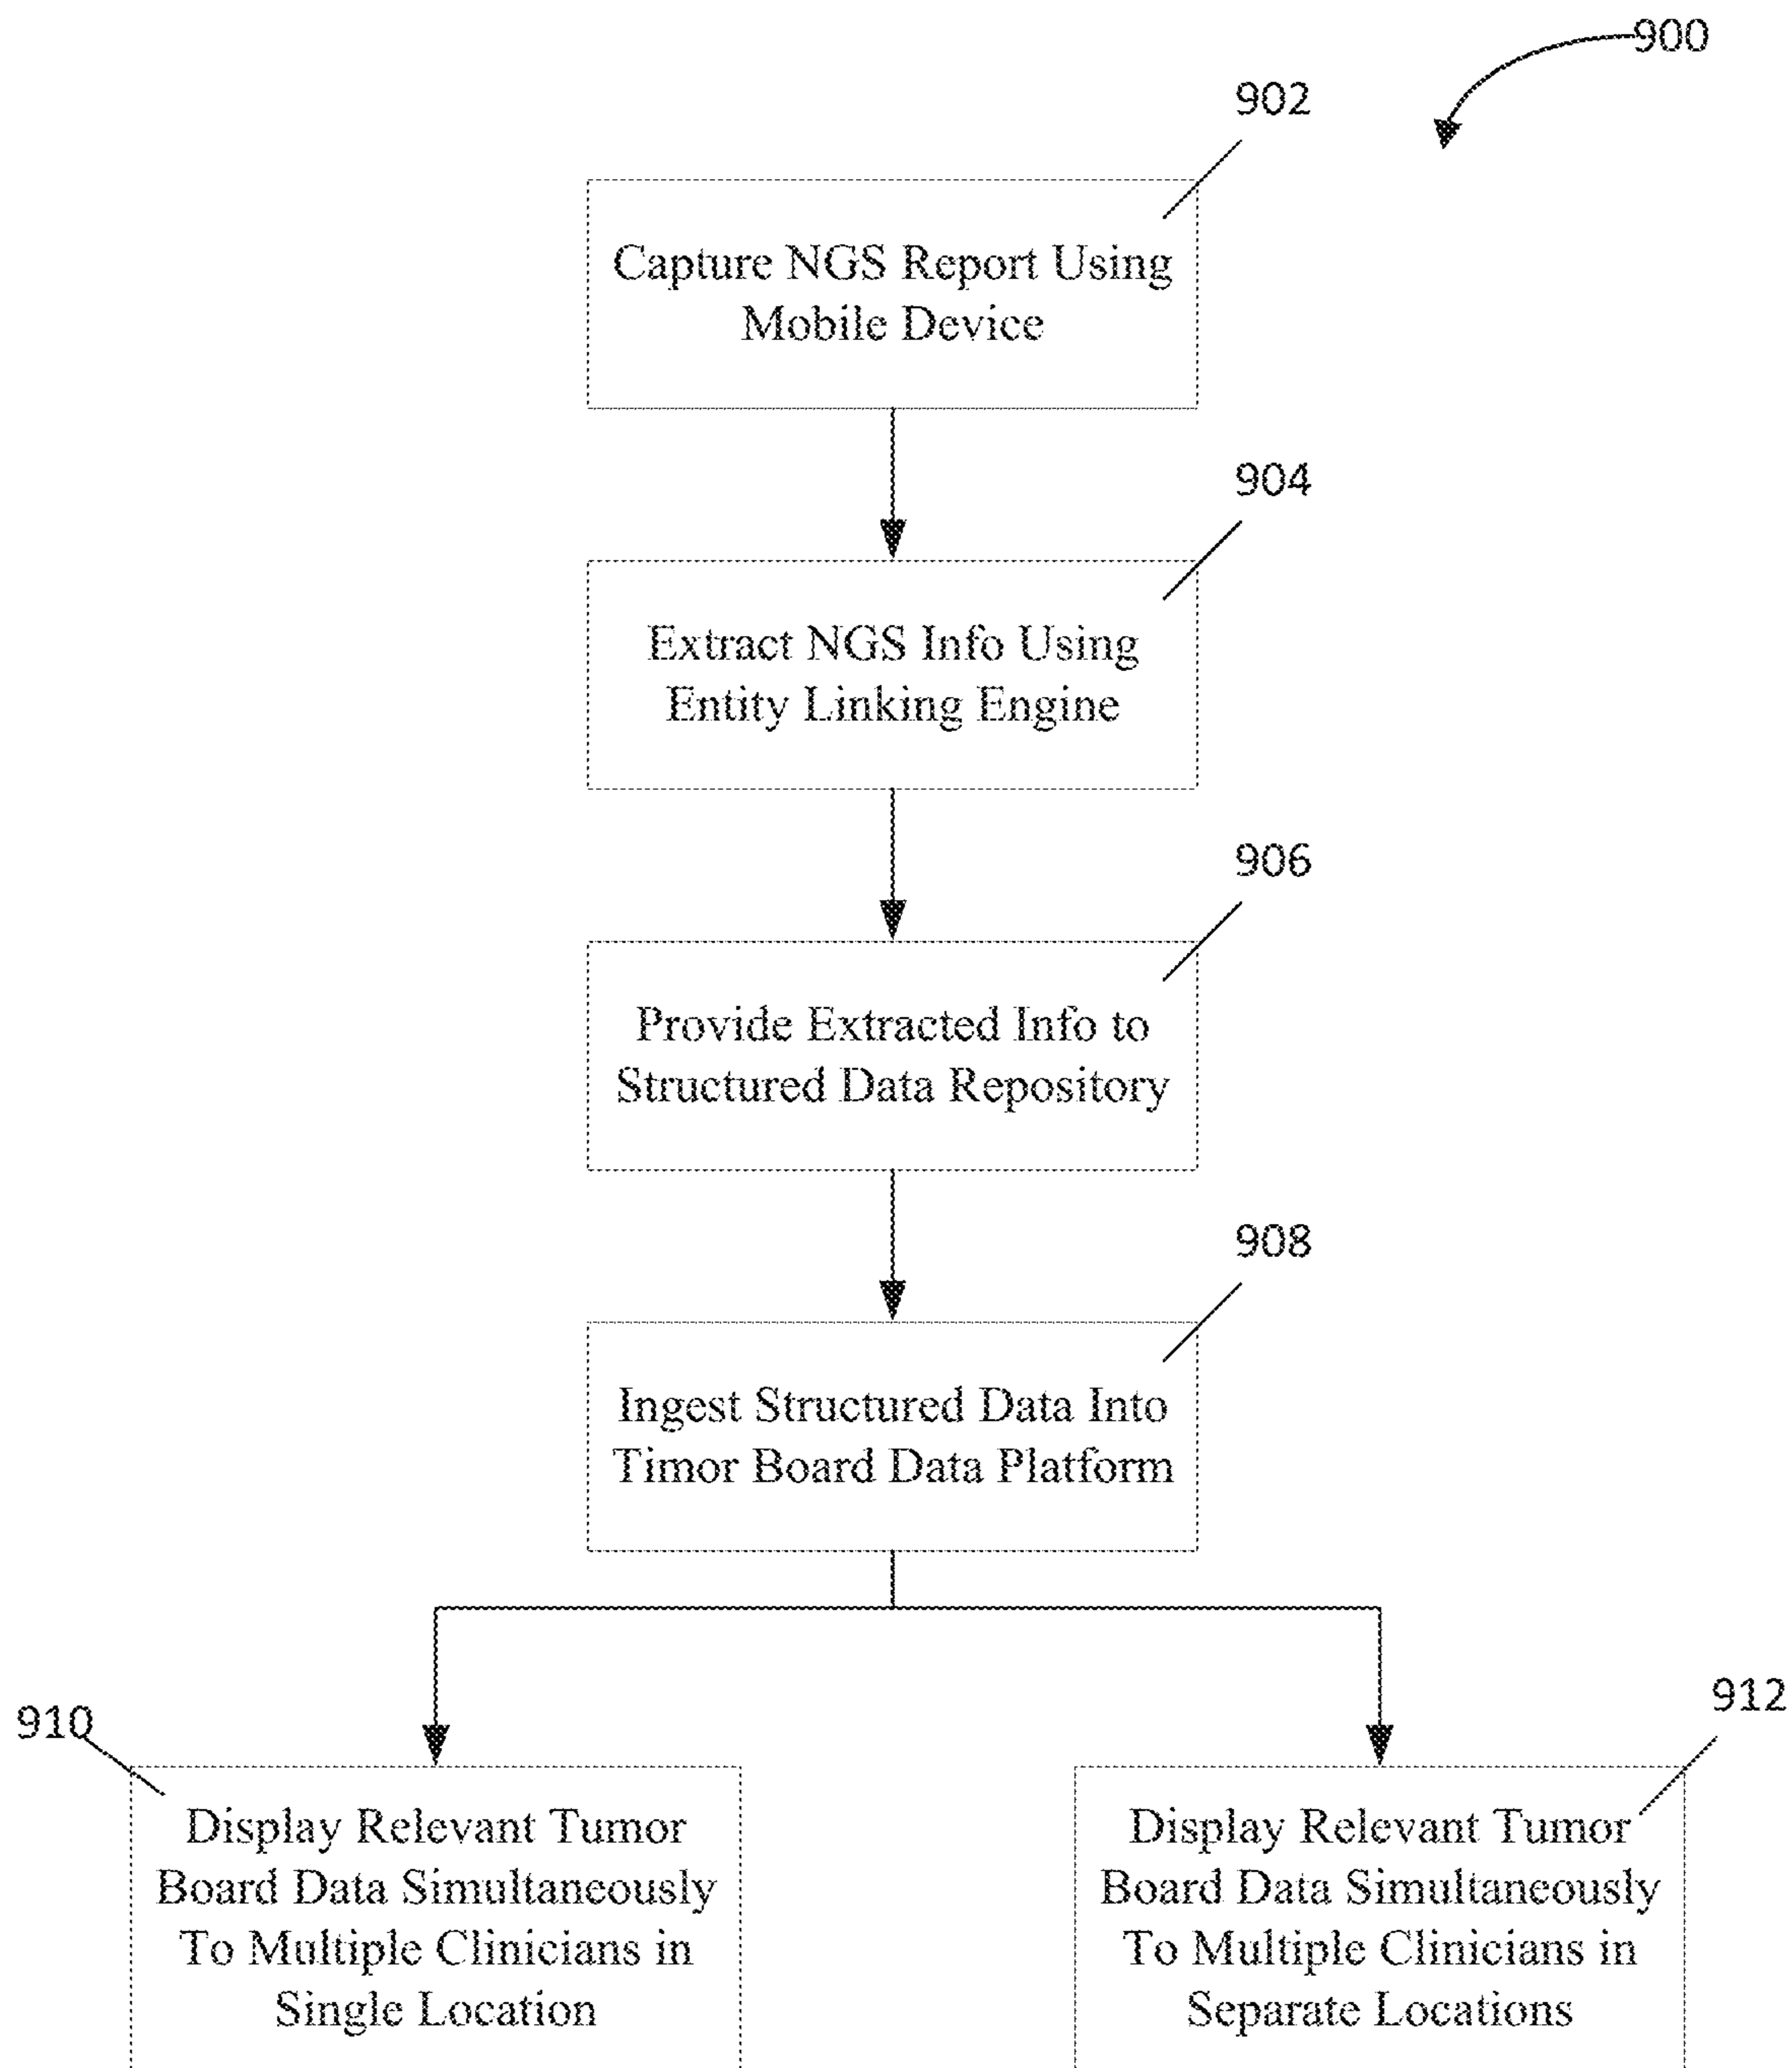 900
902
Capture NGS Report Using
Mobile Device
904
Extract NGS Info Using
Entity Linking Engine
906
Provide Extracted Info to
Structured Data Repository
908
Ingest Structured Data Into
Timor Board Data Platform
910
Display Relevant Tumor
Board Data Simultaneously
To Multiple Clinicians in
Single Location
912
Display Relevant Tumor
Board Data Simultaneously
To Multiple Clinicians in
Separate Locations